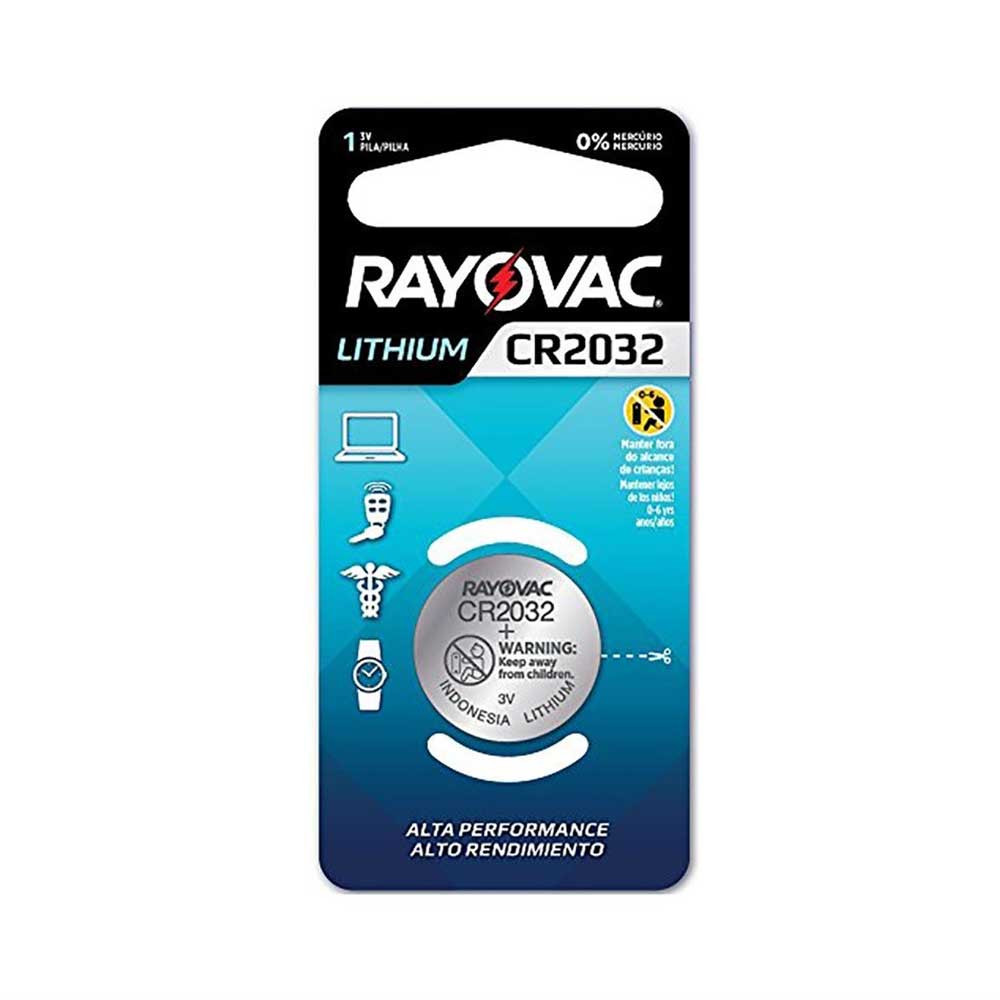 1 3V
PILA/PILHA
0% MERCÚRIO
MERCURIO
RAYOVAC
LITHIUM
CR2032
0-6
Manter fora
do alcance
de crianças!
Mantener lejos
de los niños!
0-6 yrs
anos/años
RAYOVAC
CR2032
+
WARNING:
Keep away
from children.
3V
INDONESIA LITHIUM
ALTA PERFORMANCE
ALTO RENDIMIENTO